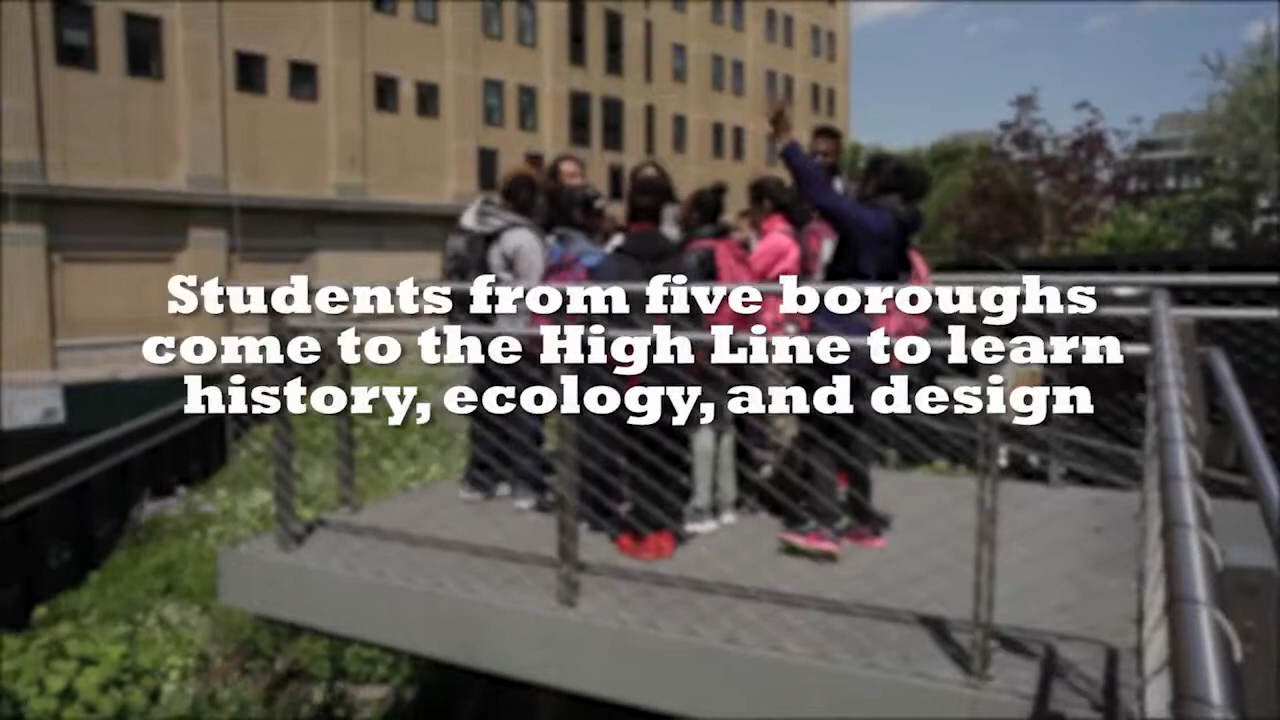 Students from five boroughs
come to the High Line to learn
history, ecology, and design